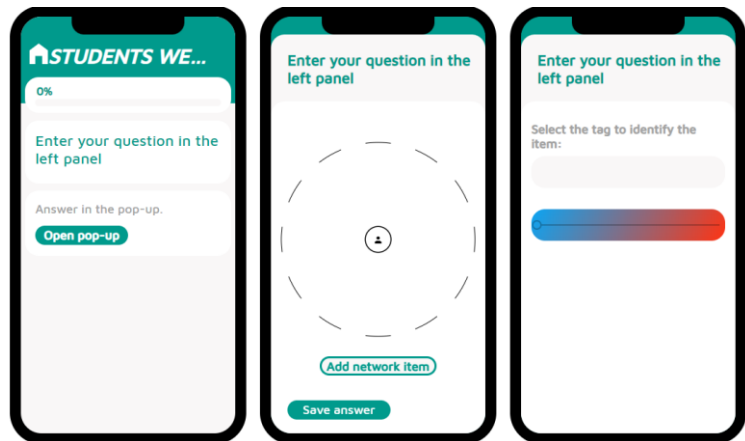 STUDENTS WE...
0%
Enter your question in the
left panel
Answer in the pop-up.
Open pop-up
Enter your question in the
left panel
Add network item
Save answer
Enter your question in the
left panel
Select the tag to identify the
item: